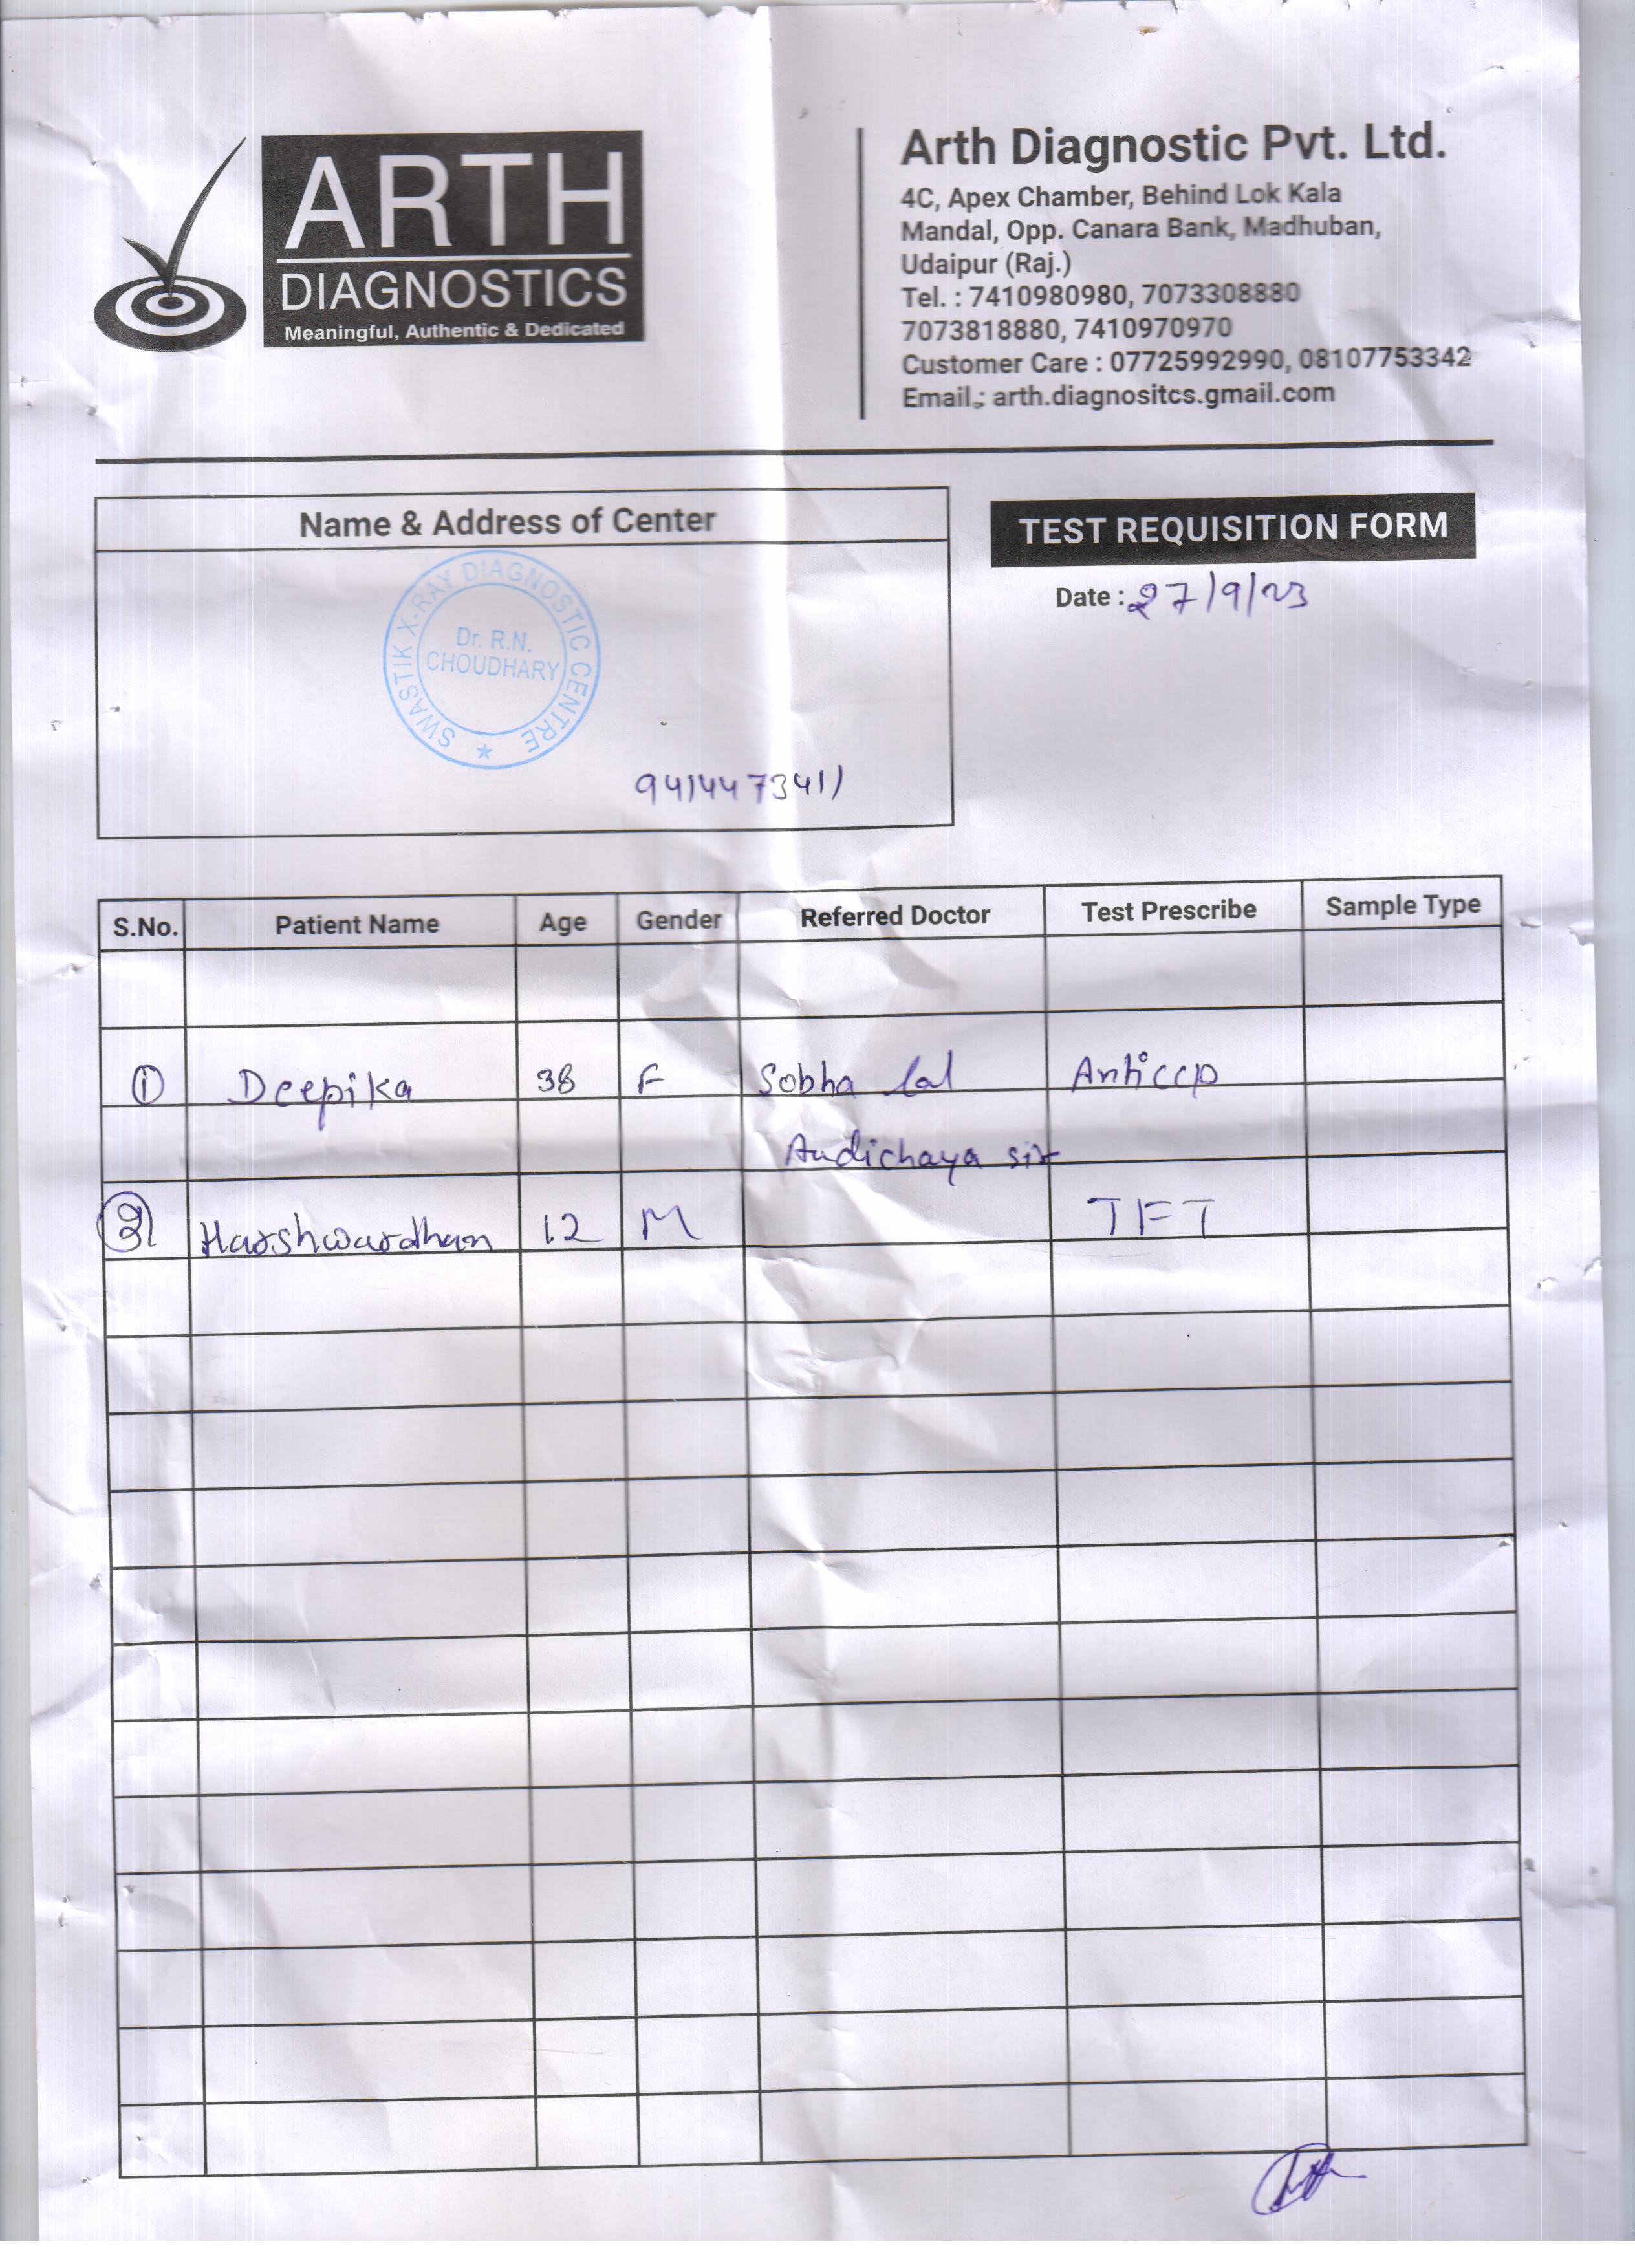 ARTH
DIAGNOSTICS
Meaningful, Authentic & Dedicated
Arth Diagnostic Pvt. Ltd.
4C, Apex Chamber, Behind Lok Kala
Mandal, Opp. Canara Bank, Madhuban,
Udaipur (Raj.)
Tel. : 7410980980, 7073308880
7073818880, 7410970970
Customer Care : 07725992990, 08107753342
Email.: arth.diagnositcs.gmail.com
Name & Address of Center
SWASTIK X-RAY DIAGNOSTIC CENTRE
Dr. R.N.
CHOUDHARY
9414473411
TEST REQUISITION FORM
Date : 27/9/23
S.No. Patient Name Age Gender Referred Doctor Test Prescribe Sample Type
1 Deepika 38 F Sobha lal Anticcp
Audichaya sir
Harshwardhan 12 M TFT